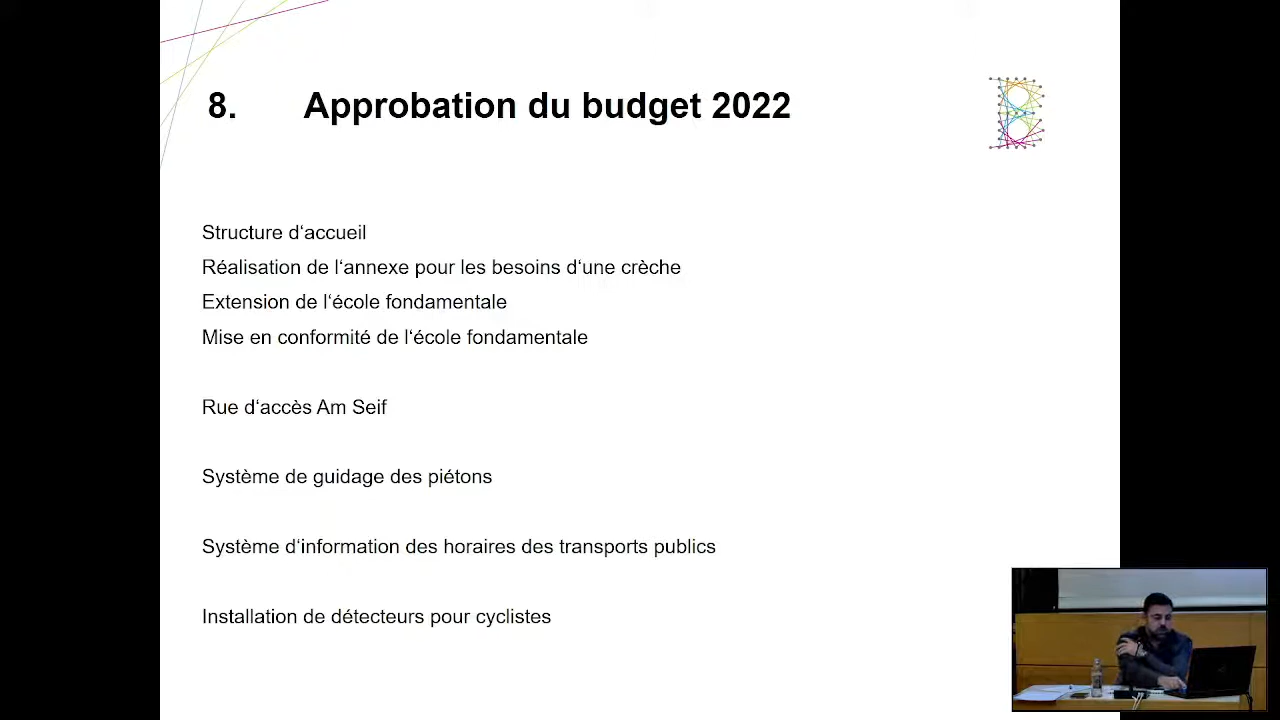 8. Approbation du budget 2022
Structure d‘accueil
Réalisation de l‘annexe pour les besoins d‘une crèche
Extension de l‘école fondamentale
Mise en conformité de l‘école fondamentale
Rue d‘accès Am Seif
Système de guidage des piétons
Système d‘information des horaires des transports publics
Installation de détecteurs pour cyclistes